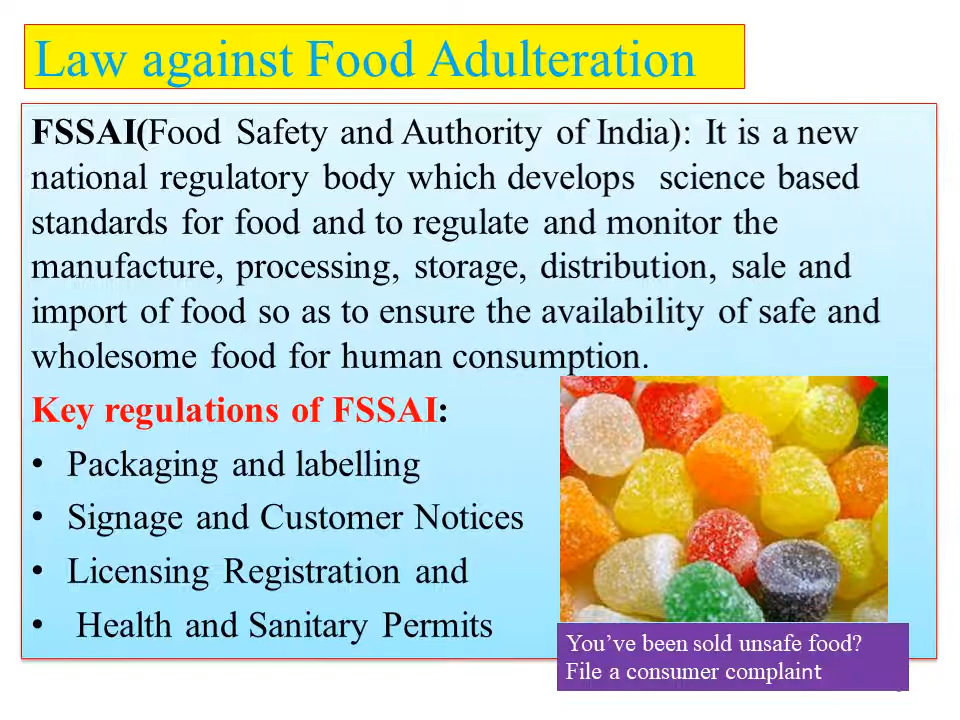 Law against Food Adulteration
FSSAI(Food Safety and Authority of India): It is a new
national regulatory body which develops science based
standards for food and to regulate and monitor the
manufacture, processing, storage, distribution, sale and
import of food so as to ensure the availability of safe and
wholesome food for human consumption.
Key regulations of FSSAI:
• Packaging and labelling
• Signage and Customer Notices
• Licensing Registration and
• Health and Sanitary Permits
You’ve been sold unsafe food?
File a consumer complaint